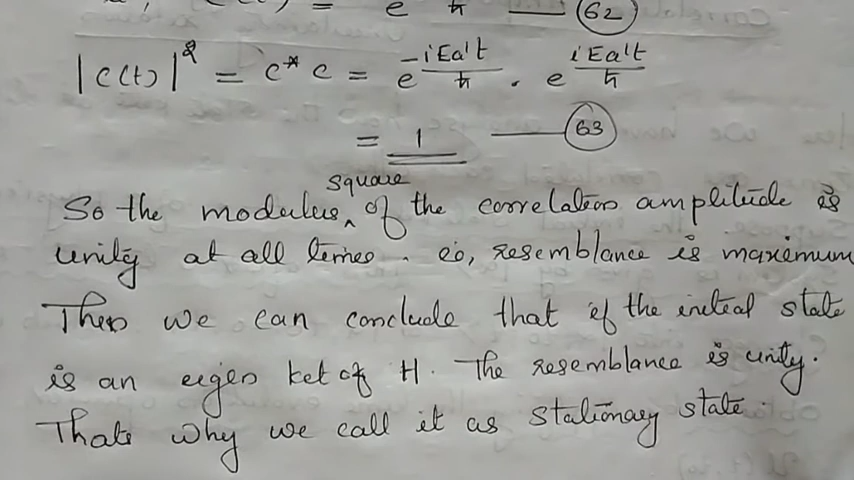 c(t) = e ħ — (62)
|c(t)|² = c* c = e^{-iEa't/ħ} . e^{iEa't/ħ}
= 1 — (63)
square
So the modulus ^ of the correlation amplitude is
unity at all times. ie, resemblance is maximum
Then we can conclude that if the initial state
is an eigen ket of H. The resemblance is unity.
Thats why we call it as stationary state.